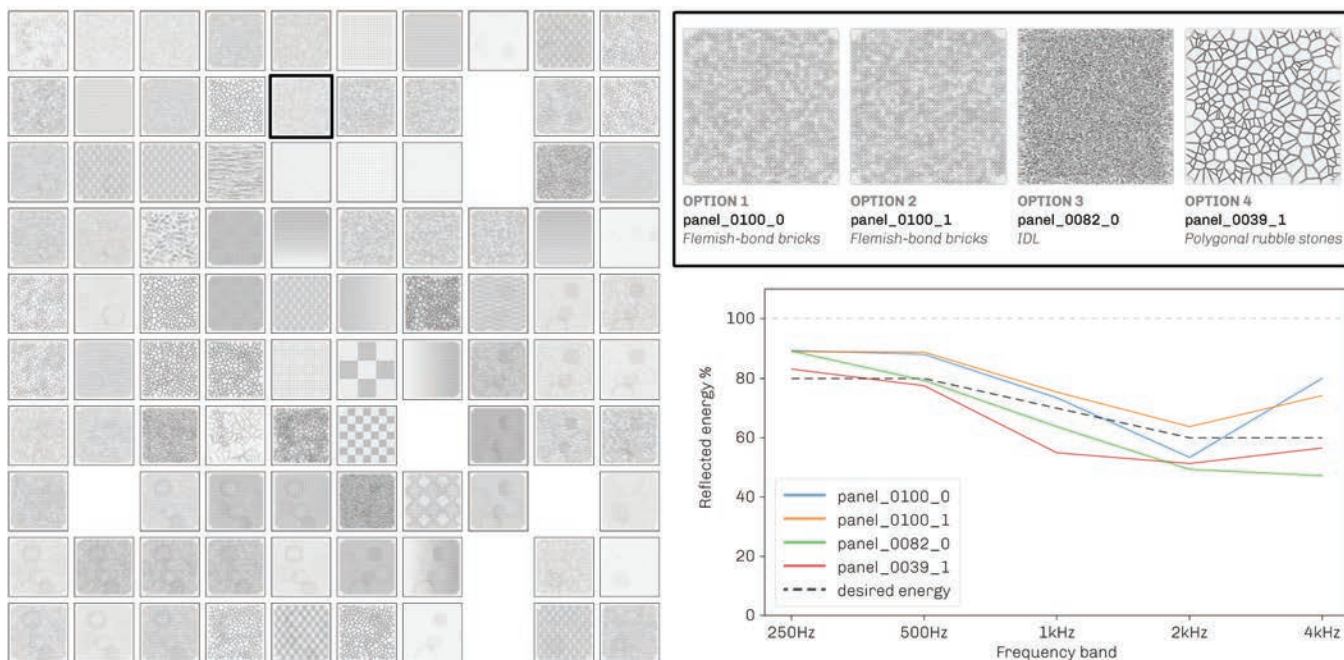 OPTION 1
panel_0100_0
Flemish-bond bricks
OPTION 2
panel_0100_1
Flemish-bond bricks
OPTION 3
panel_0082_0
IDL
OPTION 4
panel_0039_1
Polygonal rubble stones
100
80
60
40
20
0
Reflected energy %
panel_0100_0
panel_0100_1
panel_0082_0
panel_0039_1
desired energy
250Hz
500Hz
1kHz
2kHz
4kHz
Frequency band